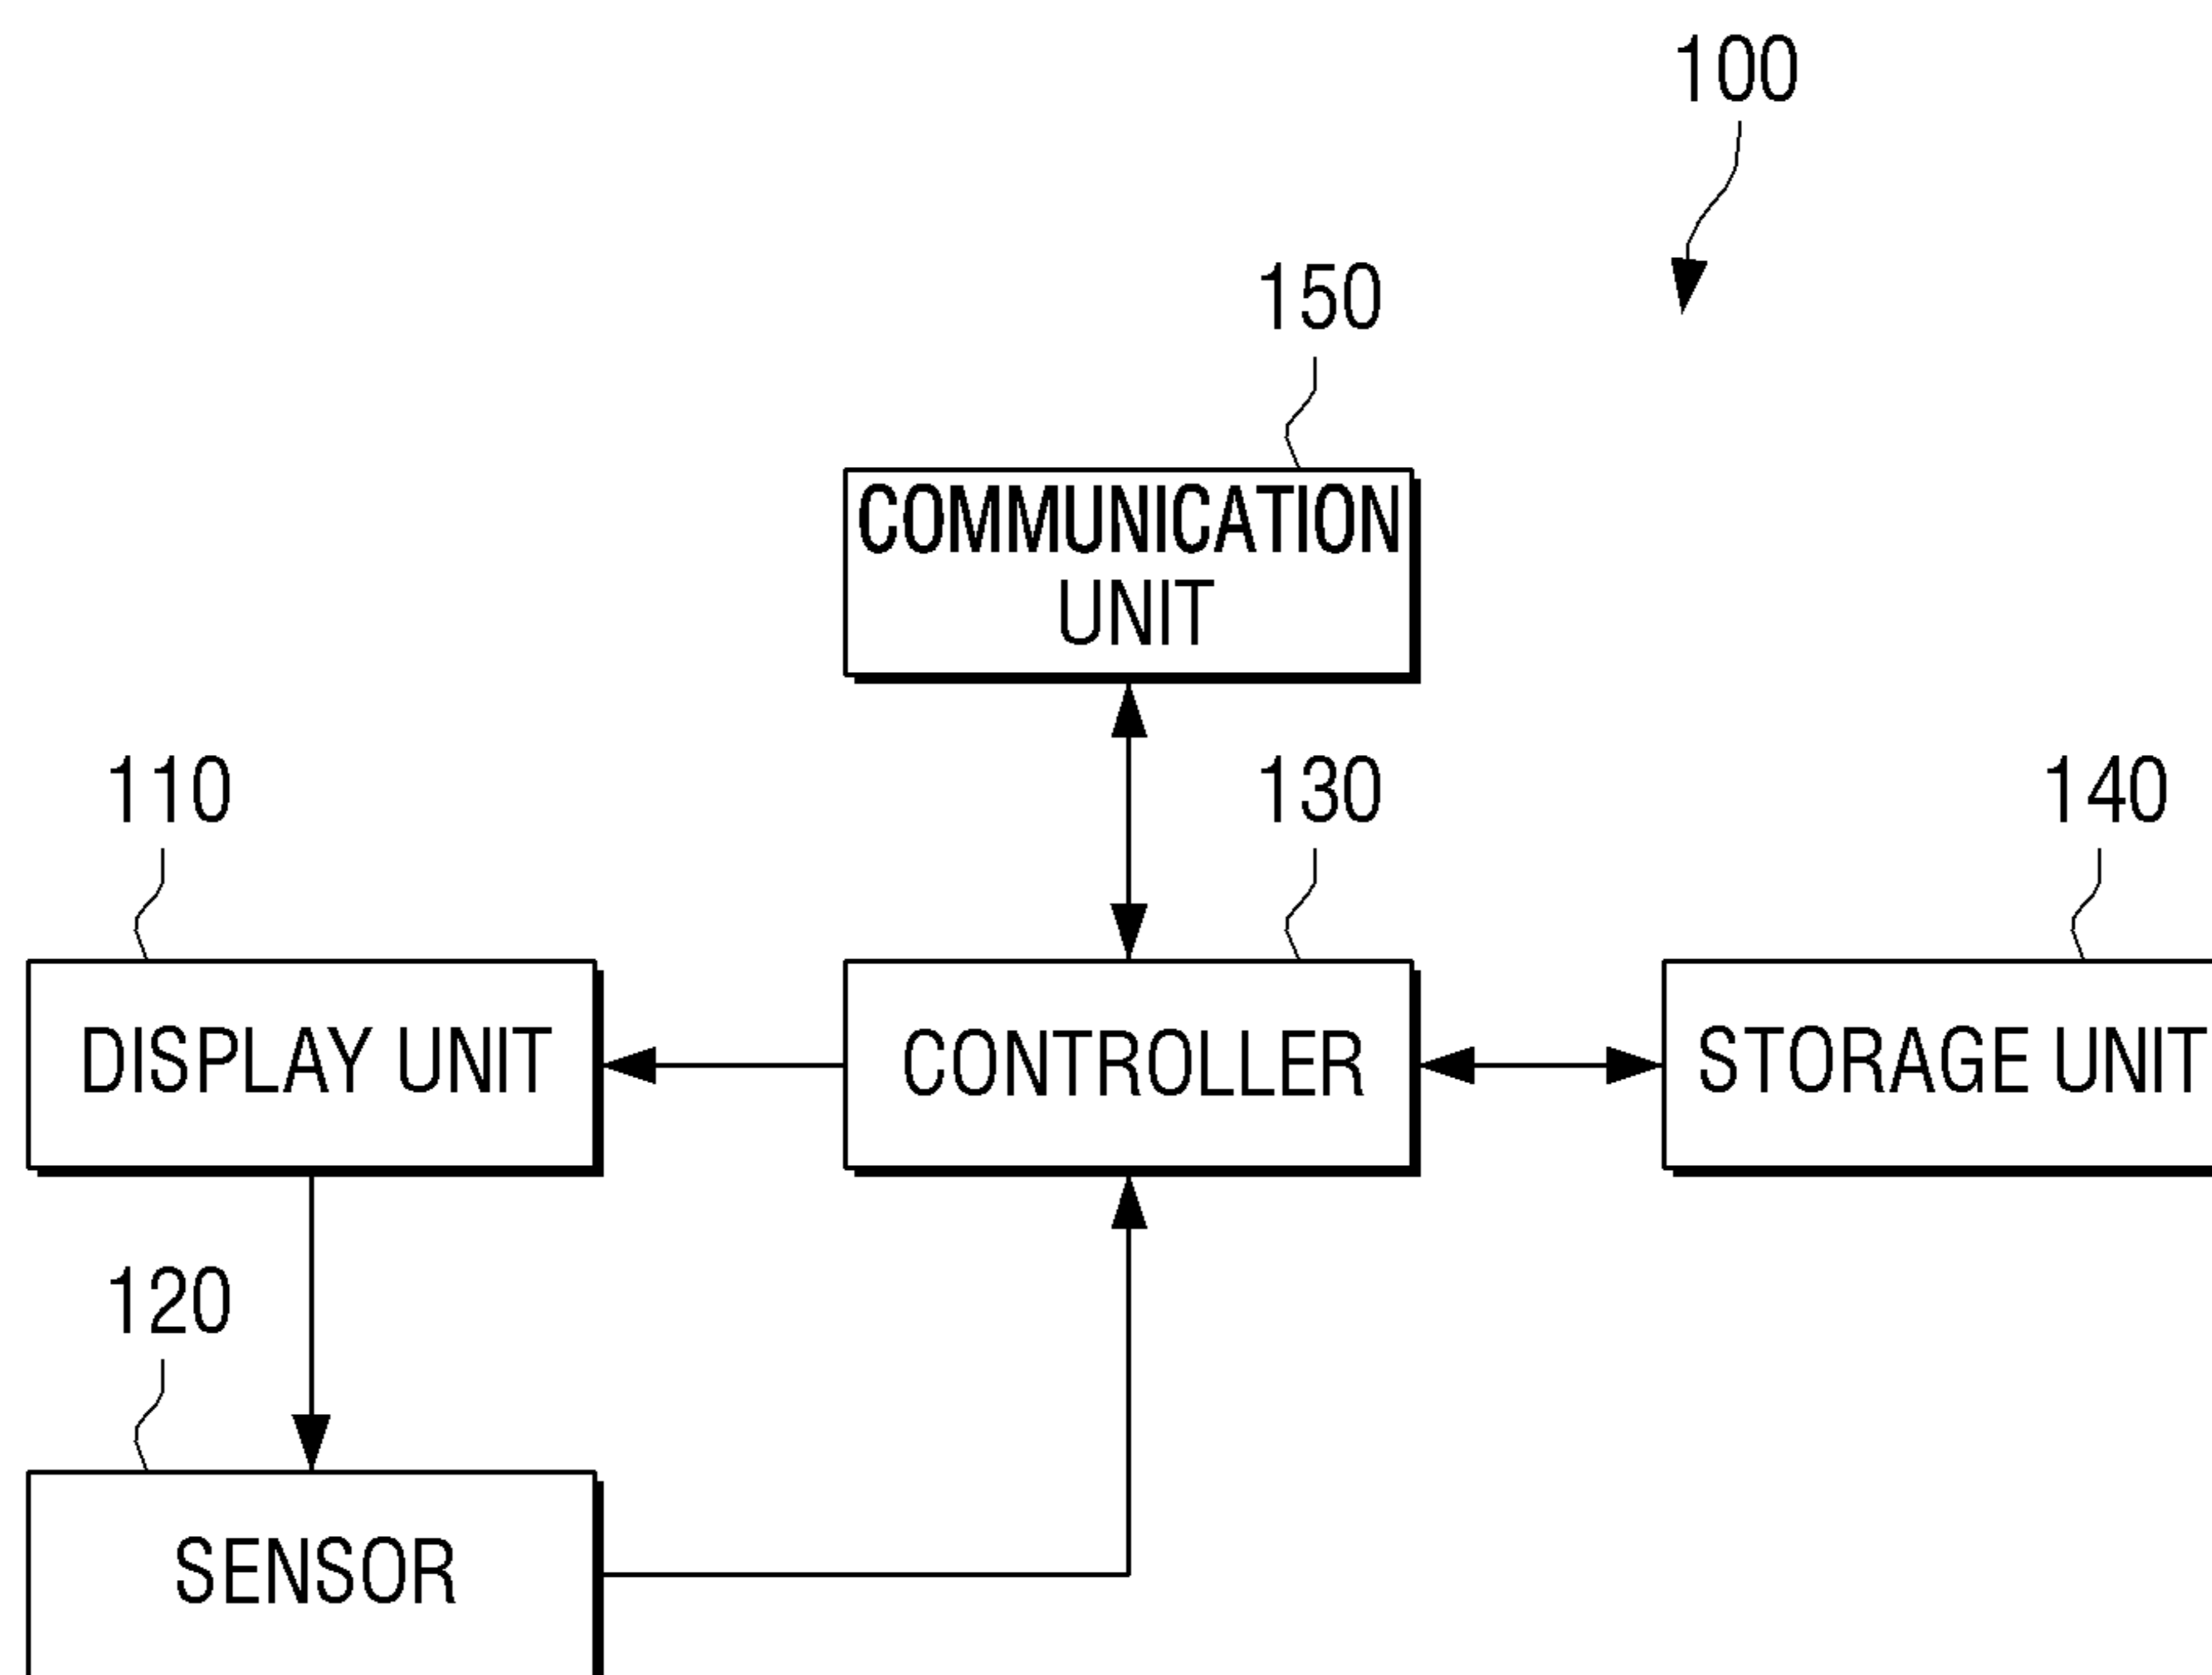 100
150
COMMUNICATION
UNIT
110
130
140
DISPLAY UNIT
CONTROLLER
STORAGE UNIT
120
SENSOR